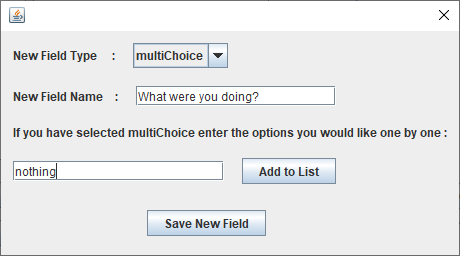 New Field Type : multiChoice
New Field Name : What were you doing?
If you have selected multiChoice enter the options you would like one by one :
nothing Add to List
Save New Field